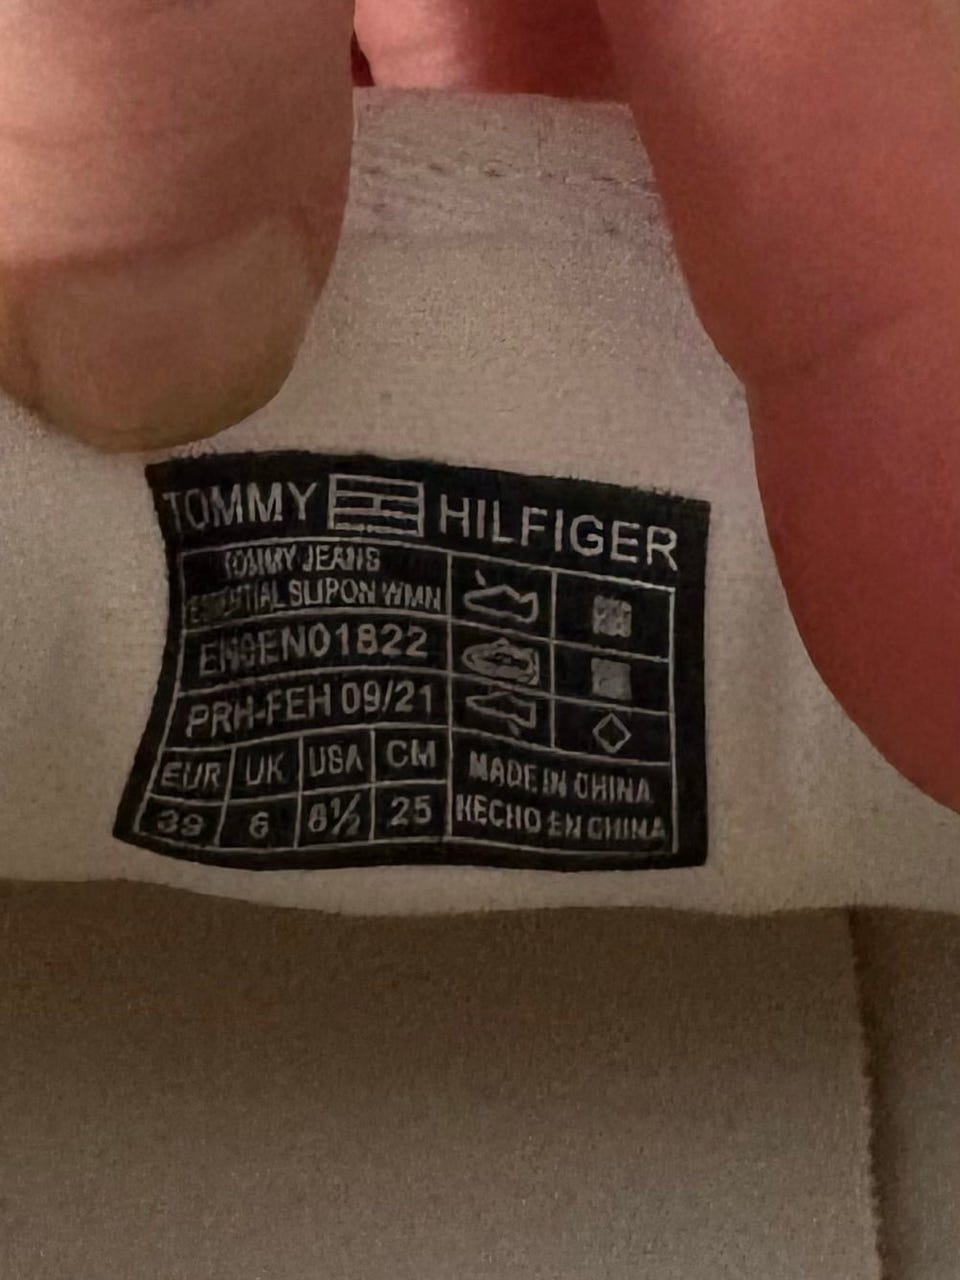 TOMMY HILFIGER
TOMMY JEANS
ESSENTIAL SLIPON WMN
EN0EN01822
PRH-FEH 09/21
EUR UK USA CM
39 6 8½ 25
MADE IN CHINA
HECHO EN CHINA